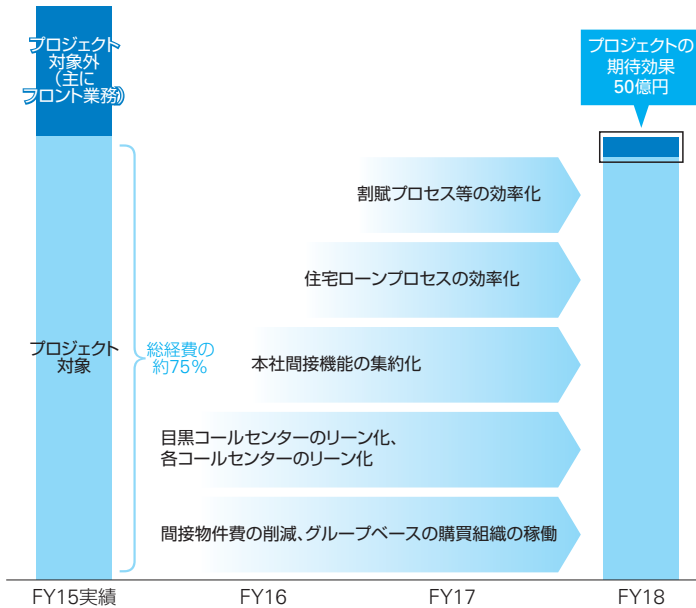 プロジェクト
対象外
(主に
フロント業務)
プロジェクトの
期待効果
50億円
割賦プロセス等の効率化
住宅ローンプロセスの効率化
プロジェクト
対象
総経費の
約75%
本社間接機能の集約化
目黒コールセンターのリーン化、
各コールセンターのリーン化
間接物件費の削減、グループベースの購買組織の稼働
FY15実績
FY16
FY17
FY18